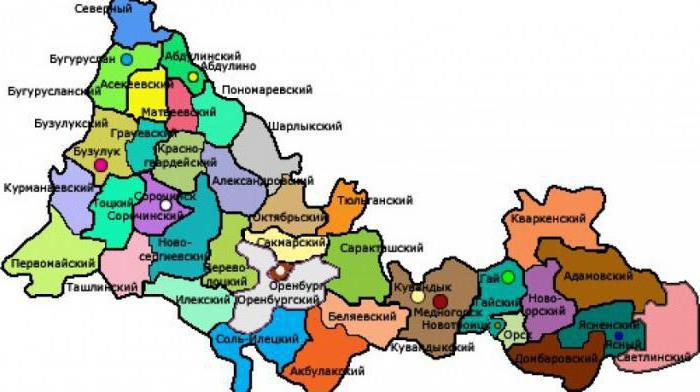 Северный
Бугуруслан
Абдулинский
Абдулино
Бугурусланский
Асекеевский
Пономаревский
Матвеевский
Бузулукский
Грачевский
Шарлыкский
Бузулук
Красно-
гвардейский
Курманаевский
Александровский
Тоцкий
Сорочинск
Сорочинский
Тюльганский
Октябрьский
Кваркенский
Ново-
сергиевский
Сакмарский
Саракташский
Первомайский
Ташлинский
Перево-
лоцкий
Оренбург
Оренбургский
Илекский
Кувандык
Гай
Адамовский
Медногорск
Гайский
Ново-
орский
Беляевский
Новотроицк
Орск
Ясненский
Ясный
Соль-Илецкий
Кувандыкский
Домбаровский
Светлинский
Акбулакский